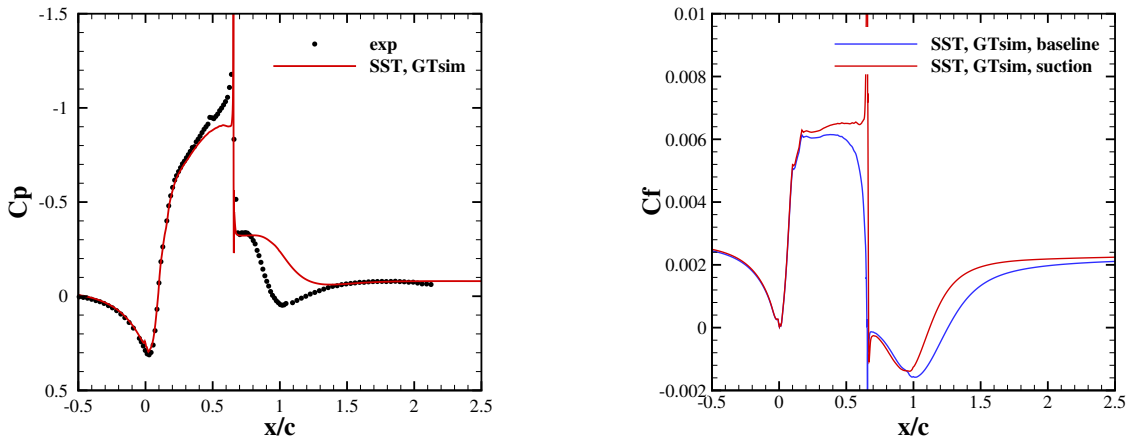 -1.5
-1
-0.5
0
0.5
Cp
exp
SST, GTsim
-0.5 0 0.5 1 1.5 2 2.5
x/c
0.01
0.008
0.006
0.004
0.002
0
-0.002
Cf
SST, GTsim, baseline
SST, GTsim, suction
-0.5 0 0.5 1 1.5 2 2.5
x/c